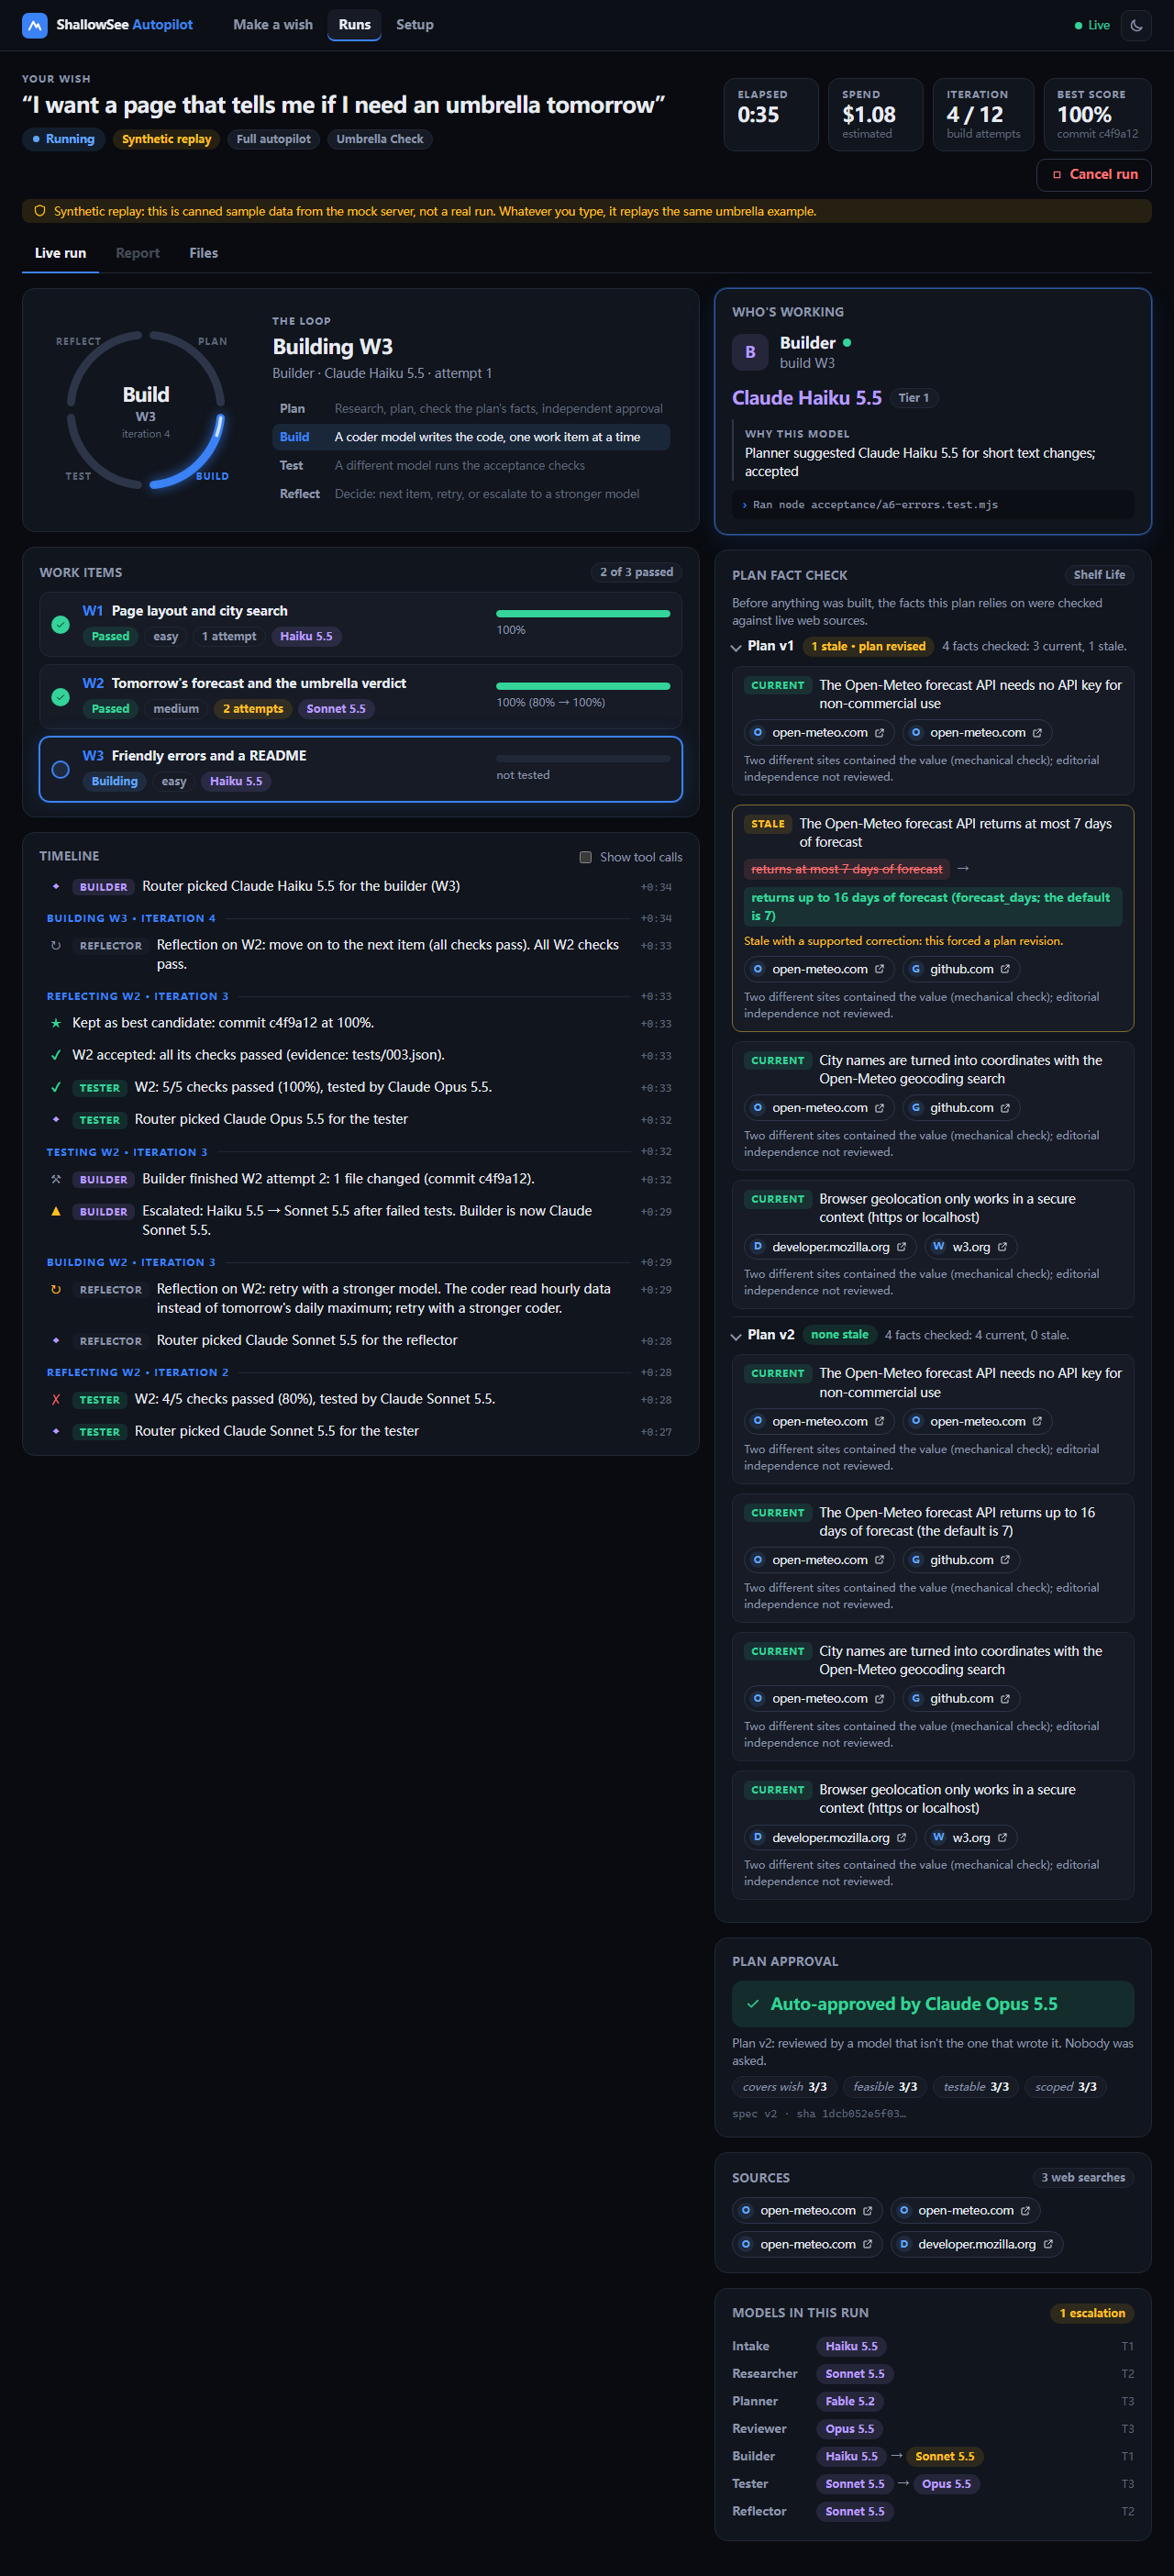 ShallowSee Autopilot
Make a wish
Runs
Setup
Live
YOUR WISH
“I want a page that tells me if I need an umbrella tomorrow”
Running
Synthetic replay
Full autopilot
Umbrella Check
ELAPSED
0:35
SPEND
$1.08
estimated
ITERATION
4 / 12
build attempts
BEST SCORE
100%
commit c4f9a12
Cancel run
Synthetic replay: this is canned sample data from the mock server, not a real run. Whatever you type, it replays the same umbrella example.
Live run
Report
Files
REFLECT
PLAN
Build
W3
iteration 4
TEST
BUILD
THE LOOP
Building W3
Builder · Claude Haiku 5.5 · attempt 1
Plan Research, plan, check the plan's facts, independent approval
Build A coder model writes the code, one work item at a time
Test A different model runs the acceptance checks
Reflect Decide: next item, retry, or escalate to a stronger model
WORK ITEMS
2 of 3 passed
W1 Page layout and city search
Passed easy 1 attempt Haiku 5.5
100%
W2 Tomorrow's forecast and the umbrella verdict
Passed medium 2 attempts Sonnet 5.5
100% (80% → 100%)
W3 Friendly errors and a README
Building easy Haiku 5.5
not tested
TIMELINE
Show tool calls
BUILDER Router picked Claude Haiku 5.5 for the builder (W3) +0:34
BUILDING W3 • ITERATION 4 +0:34
REFLECTOR Reflection on W2: move on to the next item (all checks pass). All W2 checks +0:33
pass.
REFLECTING W2 • ITERATION 3 +0:33
Kept as best candidate: commit c4f9a12 at 100%. +0:33
W2 accepted: all its checks passed (evidence: tests/003.json). +0:33
TESTER W2: 5/5 checks passed (100%), tested by Claude Opus 5.5. +0:33
TESTER Router picked Claude Opus 5.5 for the tester +0:32
TESTING W2 • ITERATION 3 +0:32
BUILDER Builder finished W2 attempt 2: 1 file changed (commit c4f9a12). +0:32
BUILDER Escalated: Haiku 5.5 → Sonnet 5.5 after failed tests. Builder is now Claude +0:29
Sonnet 5.5.
BUILDING W2 • ITERATION 3 +0:29
REFLECTOR Reflection on W2: retry with a stronger model. The coder read hourly data +0:29
instead of tomorrow's daily maximum; retry with a stronger coder.
REFLECTOR Router picked Claude Sonnet 5.5 for the reflector +0:28
REFLECTING W2 • ITERATION 2 +0:28
TESTER W2: 4/5 checks passed (80%), tested by Claude Sonnet 5.5. +0:28
TESTER Router picked Claude Sonnet 5.5 for the tester +0:27
WHO'S WORKING
B
Builder
build W3
Claude Haiku 5.5 Tier 1
WHY THIS MODEL
Planner suggested Claude Haiku 5.5 for short text changes;
accepted
› Ran node acceptance/a6-errors.test.mjs
PLAN FACT CHECK
Shelf Life
Before anything was built, the facts this plan relies on were checked
against live web sources.
Plan v1 1 stale • plan revised 4 facts checked: 3 current, 1 stale.
CURRENT The Open-Meteo forecast API needs no API key for
non-commercial use
O open-meteo.com O open-meteo.com
Two different sites contained the value (mechanical check); editorial
independence not reviewed.
STALE The Open-Meteo forecast API returns at most 7 days
of forecast
returns at most 7 days of forecast →
returns up to 16 days of forecast (forecast_days; the default
is 7)
Stale with a supported correction: this forced a plan revision.
O open-meteo.com G github.com
Two different sites contained the value (mechanical check); editorial
independence not reviewed.
CURRENT City names are turned into coordinates with the
Open-Meteo geocoding search
O open-meteo.com G github.com
Two different sites contained the value (mechanical check); editorial
independence not reviewed.
CURRENT Browser geolocation only works in a secure
context (https or localhost)
D developer.mozilla.org W w3.org
Two different sites contained the value (mechanical check); editorial
independence not reviewed.
Plan v2 none stale 4 facts checked: 4 current, 0 stale.
CURRENT The Open-Meteo forecast API needs no API key for
non-commercial use
O open-meteo.com O open-meteo.com
Two different sites contained the value (mechanical check); editorial
independence not reviewed.
CURRENT The Open-Meteo forecast API returns up to 16
days of forecast (the default is 7)
O open-meteo.com G github.com
Two different sites contained the value (mechanical check); editorial
independence not reviewed.
CURRENT City names are turned into coordinates with the
Open-Meteo geocoding search
O open-meteo.com G github.com
Two different sites contained the value (mechanical check); editorial
independence not reviewed.
CURRENT Browser geolocation only works in a secure
context (https or localhost)
D developer.mozilla.org W w3.org
Two different sites contained the value (mechanical check); editorial
independence not reviewed.
PLAN APPROVAL
Auto-approved by Claude Opus 5.5
Plan v2: reviewed by a model that isn't the one that wrote it. Nobody was
asked.
covers wish 3/3 feasible 3/3 testable 3/3 scoped 3/3
spec v2 · sha 1dcb052e5f03…
SOURCES
3 web searches
O open-meteo.com O open-meteo.com
O open-meteo.com D developer.mozilla.org
MODELS IN THIS RUN
1 escalation
Intake Haiku 5.5 T1
Researcher Sonnet 5.5 T2
Planner Fable 5.2 T3
Reviewer Opus 5.5 T3
Builder Haiku 5.5 → Sonnet 5.5 T1
Tester Sonnet 5.5 → Opus 5.5 T3
Reflector Sonnet 5.5 T2